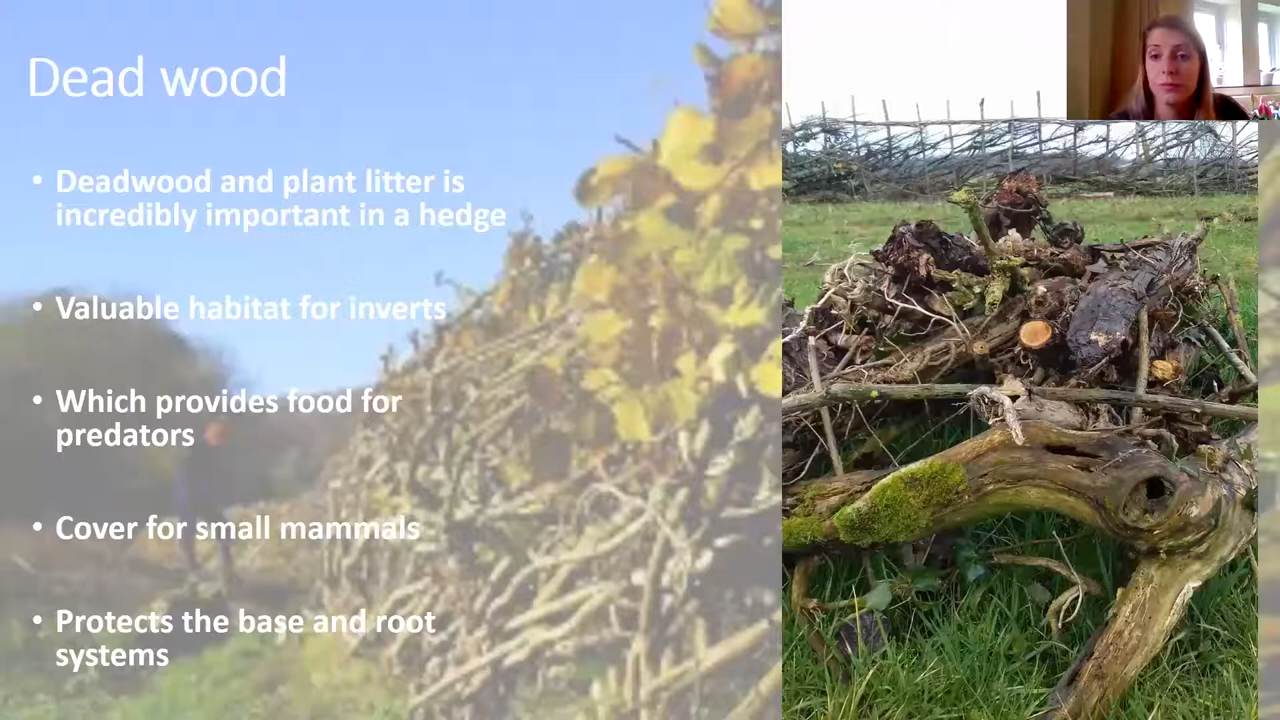 Dead wood
• Deadwood and plant litter is
incredibly important in a hedge
• Valuable habitat for inverts
• Which provides food for
predators
• Cover for small mammals
• Protects the base and root
systems